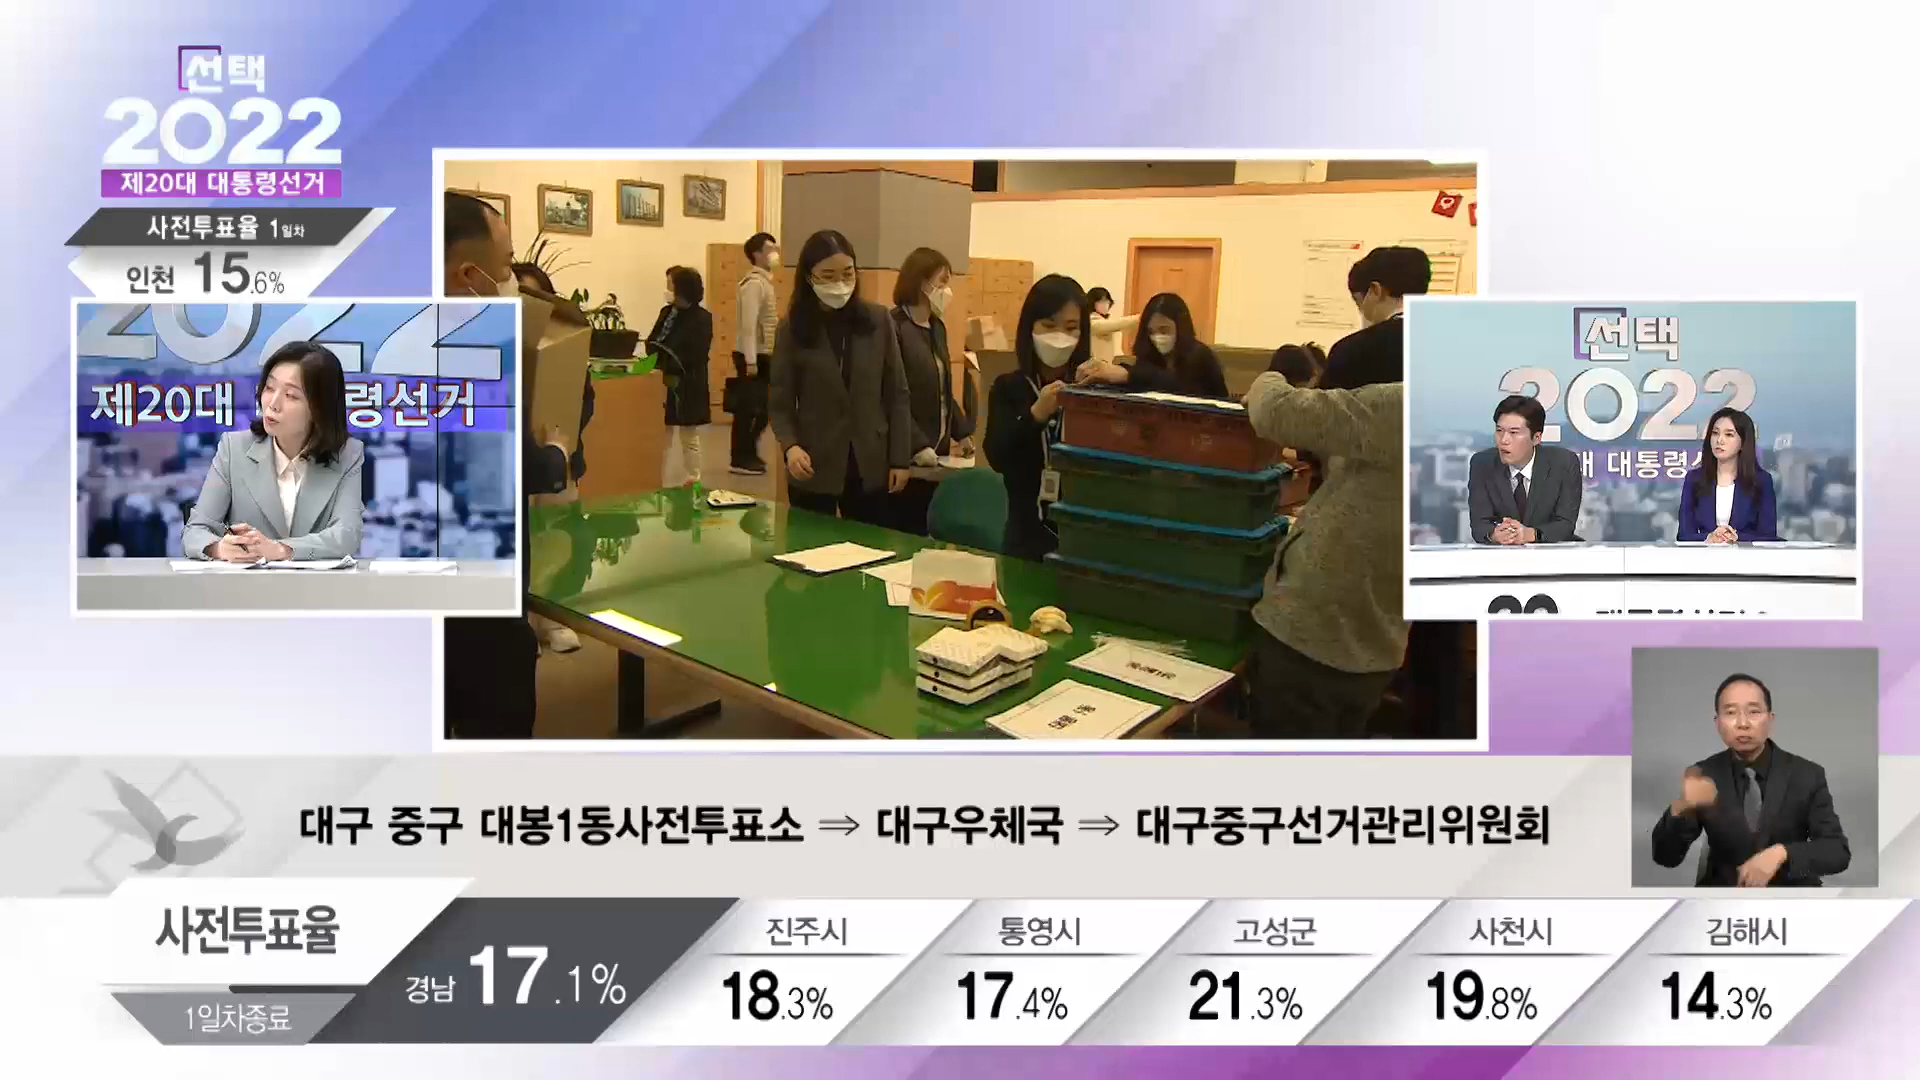 선택
2022
제20대 대통령선거
사전투표율 1일차
인천 15.6%
2022
제20대 령선거
선택
2022
대 대통령선
대구 중구 대봉1동사전투표소 ⇒ 대구우체국 ⇒ 대구중구선거관리위원회
사전투표율
1일차종료
경남 17.1%
진주시
18.3%
통영시
17.4%
고성군
21.3%
사천시
19.8%
김해시
14.3%